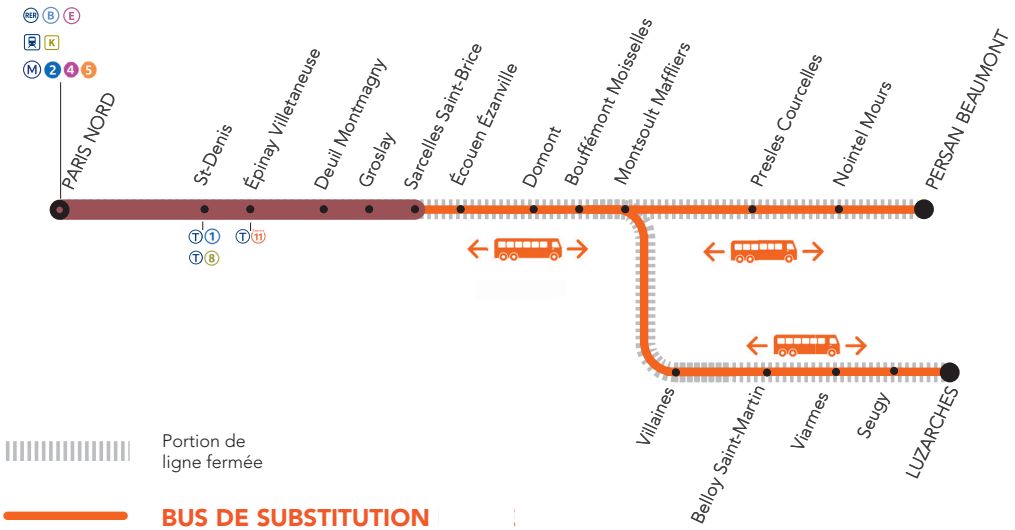 RER B E
K
M 2 4 5
PARIS NORD
St-Denis
Épinay Villetaneuse
Deuil Montmagny
Groslay
Sarcelles Saint-Brice
Écouen Ézanville
Domont
Bouffémont Moisselles
Montsoult Maffliers
Presles Courcelles
Nointel Mours
PERSAN BEAUMONT
T 1
T 8
T 11
Villaines
Belloy Saint-Martin
Viarmes
Seugy
LUZARCHES
Portion de
ligne fermée
BUS DE SUBSTITUTION